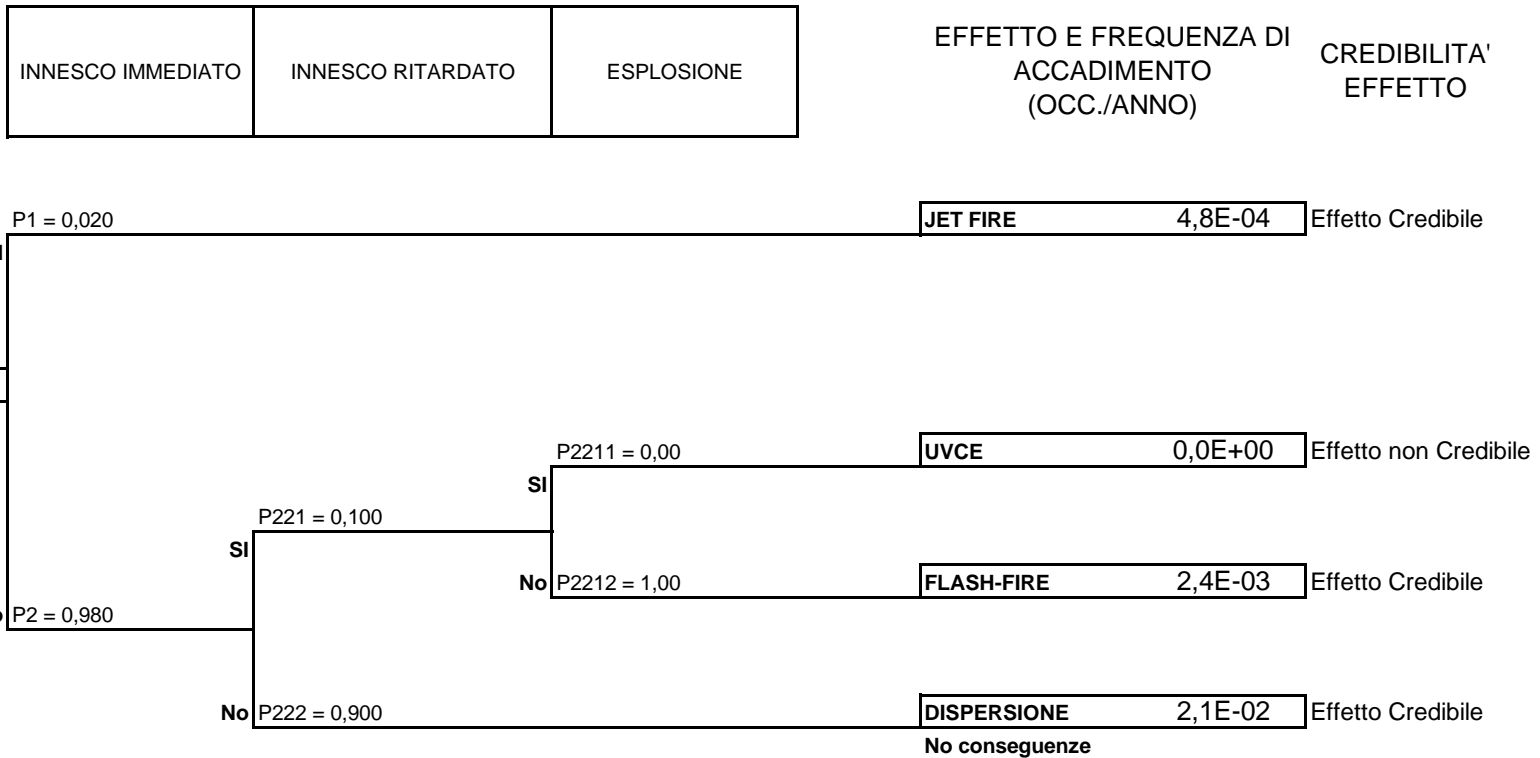 INNESCO IMMEDIATO
INNESCO RITARDATO
ESPLOSIONE
EFFETTO E FREQUENZA DI
ACCADIMENTO
(OCC./ANNO)
CREDIBILITA'
EFFETTO
P1 = 0,020
JET FIRE 4,8E-04 Effetto Credibile
P2211 = 0,00
UVCE 0,0E+00 Effetto non Credibile
SI
P221 = 0,100
SI
No P2212 = 1,00
FLASH-FIRE 2,4E-03 Effetto Credibile
P2 = 0,980
No P222 = 0,900
DISPERSIONE 2,1E-02 Effetto Credibile
No conseguenze